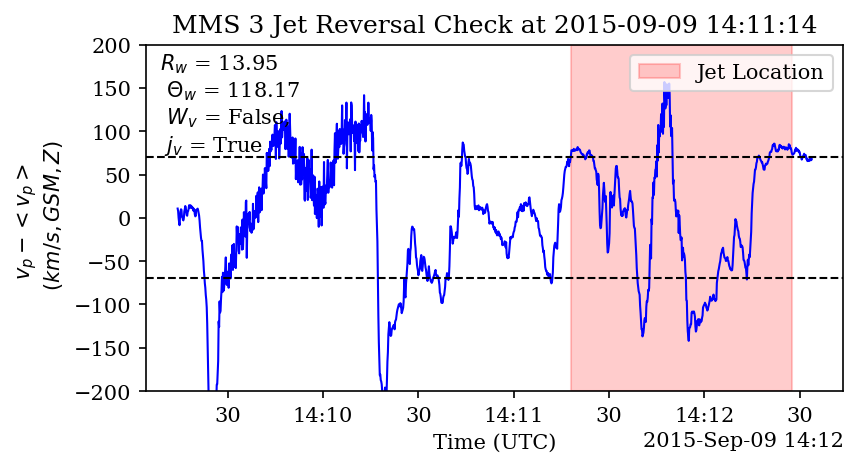 MMS 3 Jet Reversal Check at 2015-09-09 14:11:14
R_w = 13.95
Θ_w = 118.17
W_v = False,
j_v = True
Jet Location
v_p − <v_p>
(km/s, GSM, Z)
200
150
100
50
0
−50
−100
−150
−200
30 14:10 30 14:11 30 14:12 30
Time (UTC)
2015-Sep-09 14:12